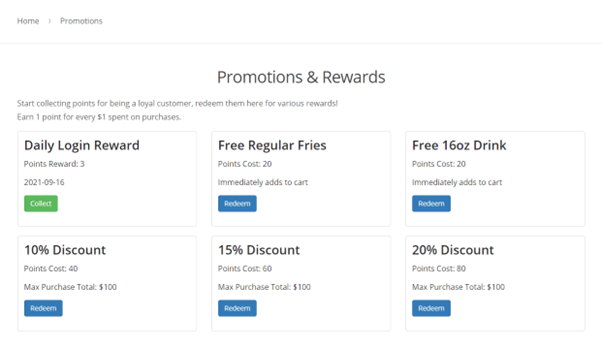 Home > Promotions
Promotions & Rewards
Start collecting points for being a loyal customer, redeem them here for various rewards!
Earn 1 point for every $1 spent on purchases.
Daily Login Reward
Points Reward: 3
2021-09-16
Collect
Free Regular Fries
Points Cost: 20
Immediately adds to cart
Redeem
Free 16oz Drink
Points Cost: 20
Immediately adds to cart
Redeem
10% Discount
Points Cost: 40
Max Purchase Total: $100
Redeem
15% Discount
Points Cost: 60
Max Purchase Total: $100
Redeem
20% Discount
Points Cost: 80
Max Purchase Total: $100
Redeem